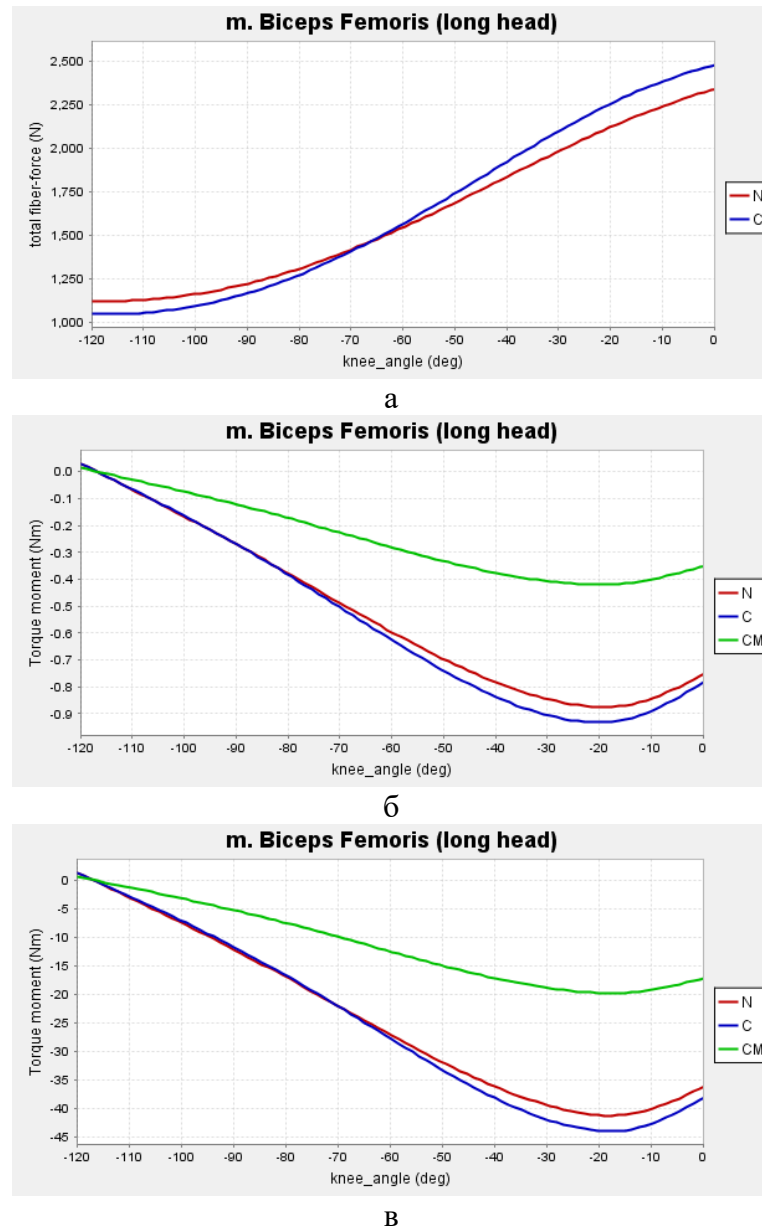 m. Biceps Femoris (long head)
total fiber-force (N)
2,500
2,250
2,000
1,750
1,500
1,250
1,000
-120 -110 -100 -90 -80 -70 -60 -50 -40 -30 -20 -10 0
knee_angle (deg)
N
C
а
m. Biceps Femoris (long head)
Torque moment (Nm)
0.0
-0.1
-0.2
-0.3
-0.4
-0.5
-0.6
-0.7
-0.8
-0.9
-120 -110 -100 -90 -80 -70 -60 -50 -40 -30 -20 -10 0
knee_angle (deg)
N
C
CM
б
m. Biceps Femoris (long head)
Torque moment (Nm)
0
-5
-10
-15
-20
-25
-30
-35
-40
-45
-120 -110 -100 -90 -80 -70 -60 -50 -40 -30 -20 -10 0
knee_angle (deg)
N
C
CM
в